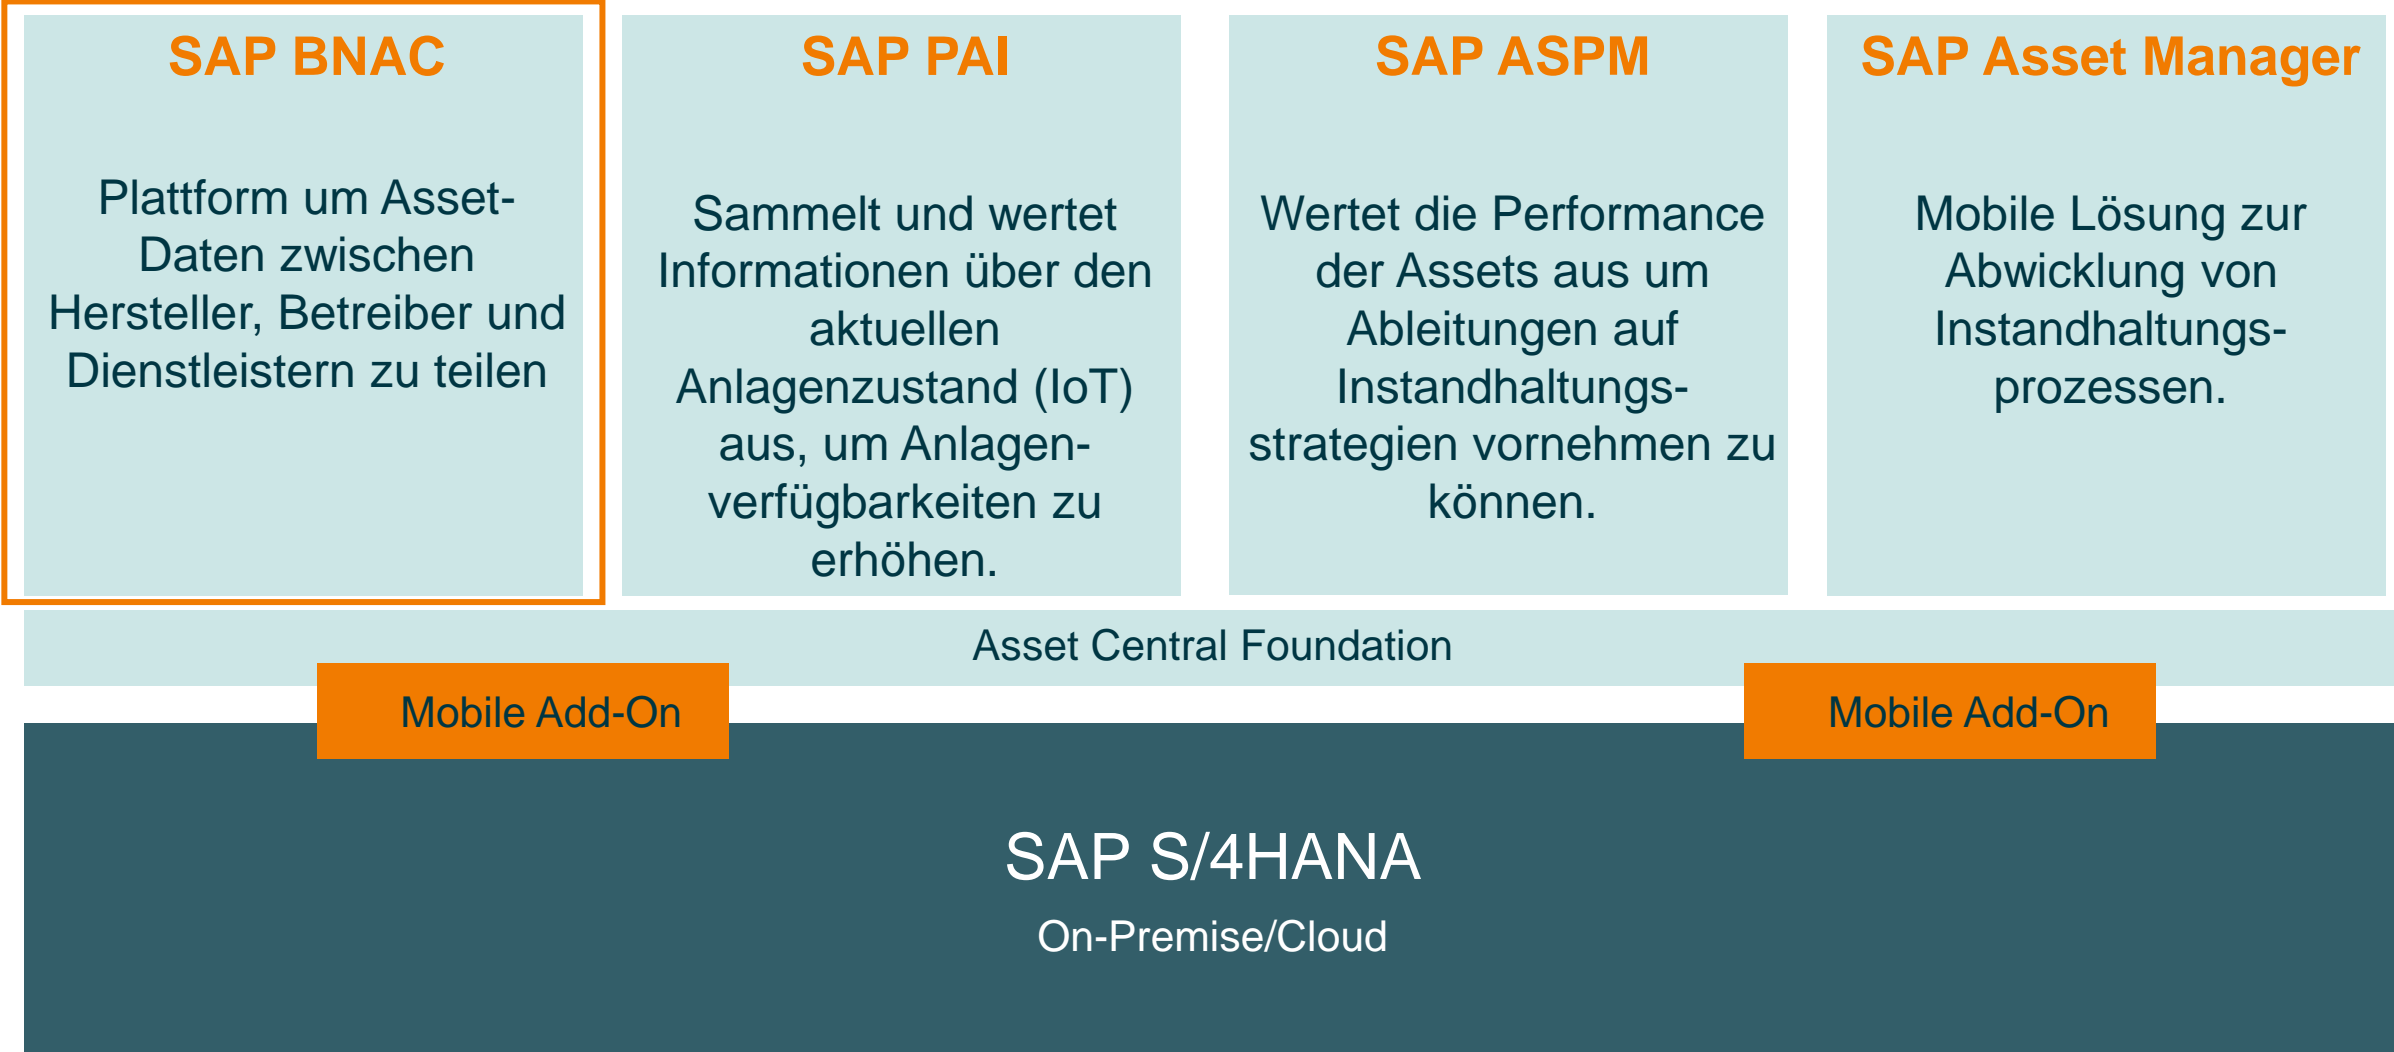 SAP BNAC
Plattform um Asset-
Daten zwischen
Hersteller, Betreiber und
Dienstleistern zu teilen
SAP PAI
Sammelt und wertet
Informationen über den
aktuellen
Anlagenzustand (IoT)
aus, um Anlagen-
verfügbarkeiten zu
erhöhen.
SAP ASPM
Wertet die Performance
der Assets aus um
Ableitungen auf
Instandhaltungs-
strategien vornehmen zu
können.
SAP Asset Manager
Mobile Lösung zur
Abwicklung von
Instandhaltungs-
prozessen.
Asset Central Foundation
Mobile Add-On
Mobile Add-On
SAP S/4HANA
On-Premise/Cloud